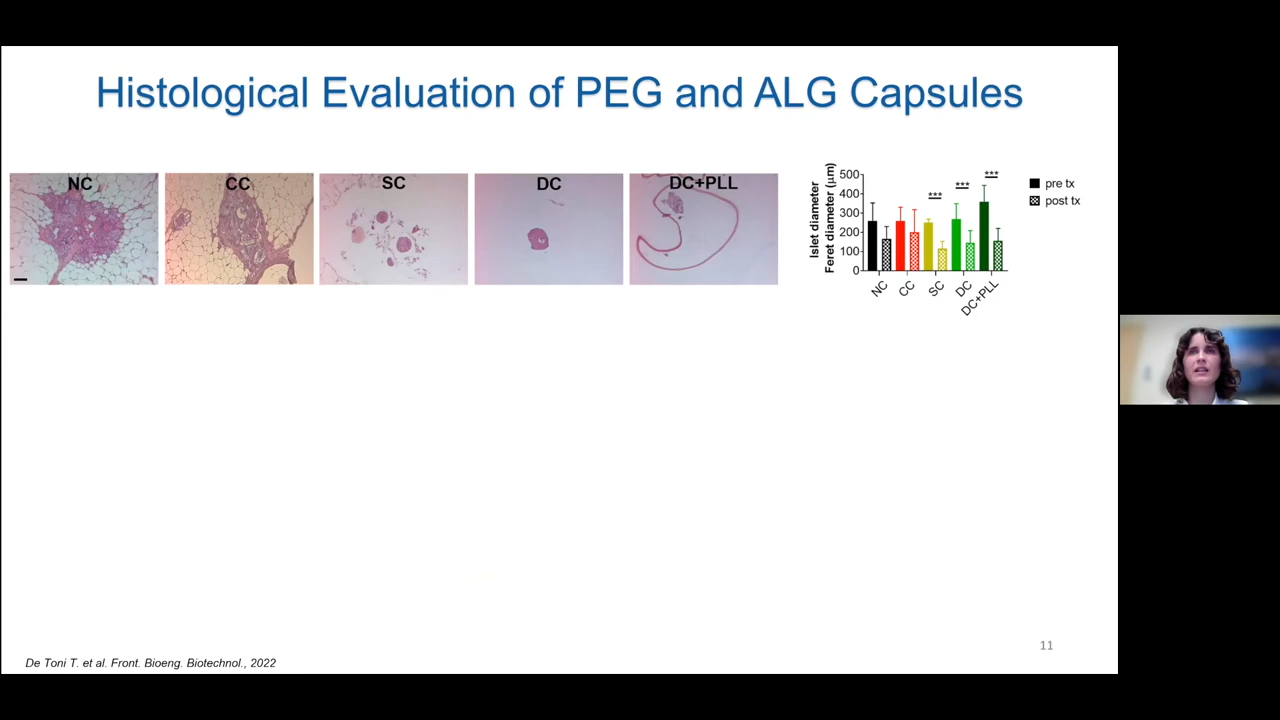 Histological Evaluation of PEG and ALG Capsules
NC
CC
SC
DC
DC+PLL
Islet diameter
Feret diameter (µm)
500
400
300
200
100
0
***
***
***
NC
CC
SC
DC
DC+PLL
pre tx
post tx
11
De Toni T. et al. Front. Bioeng. Biotechnol., 2022